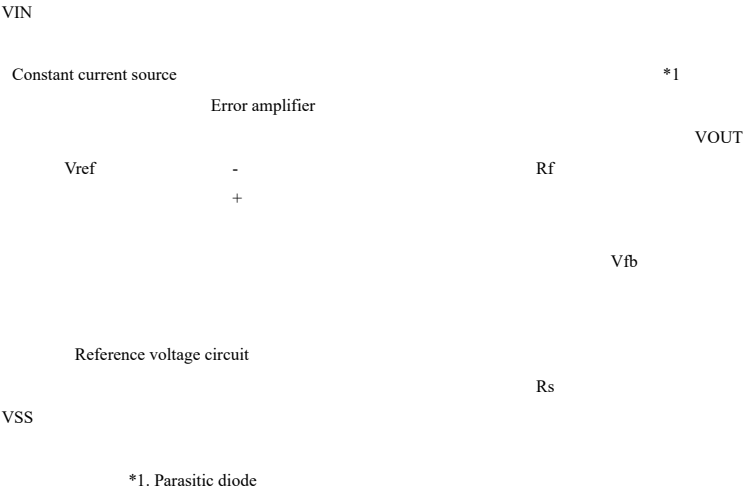 VIN
Constant current source *1
Error amplifier
VOUT
Vref - Rf
+
Vfb
Reference voltage circuit
Rs
VSS
*1. Parasitic diode